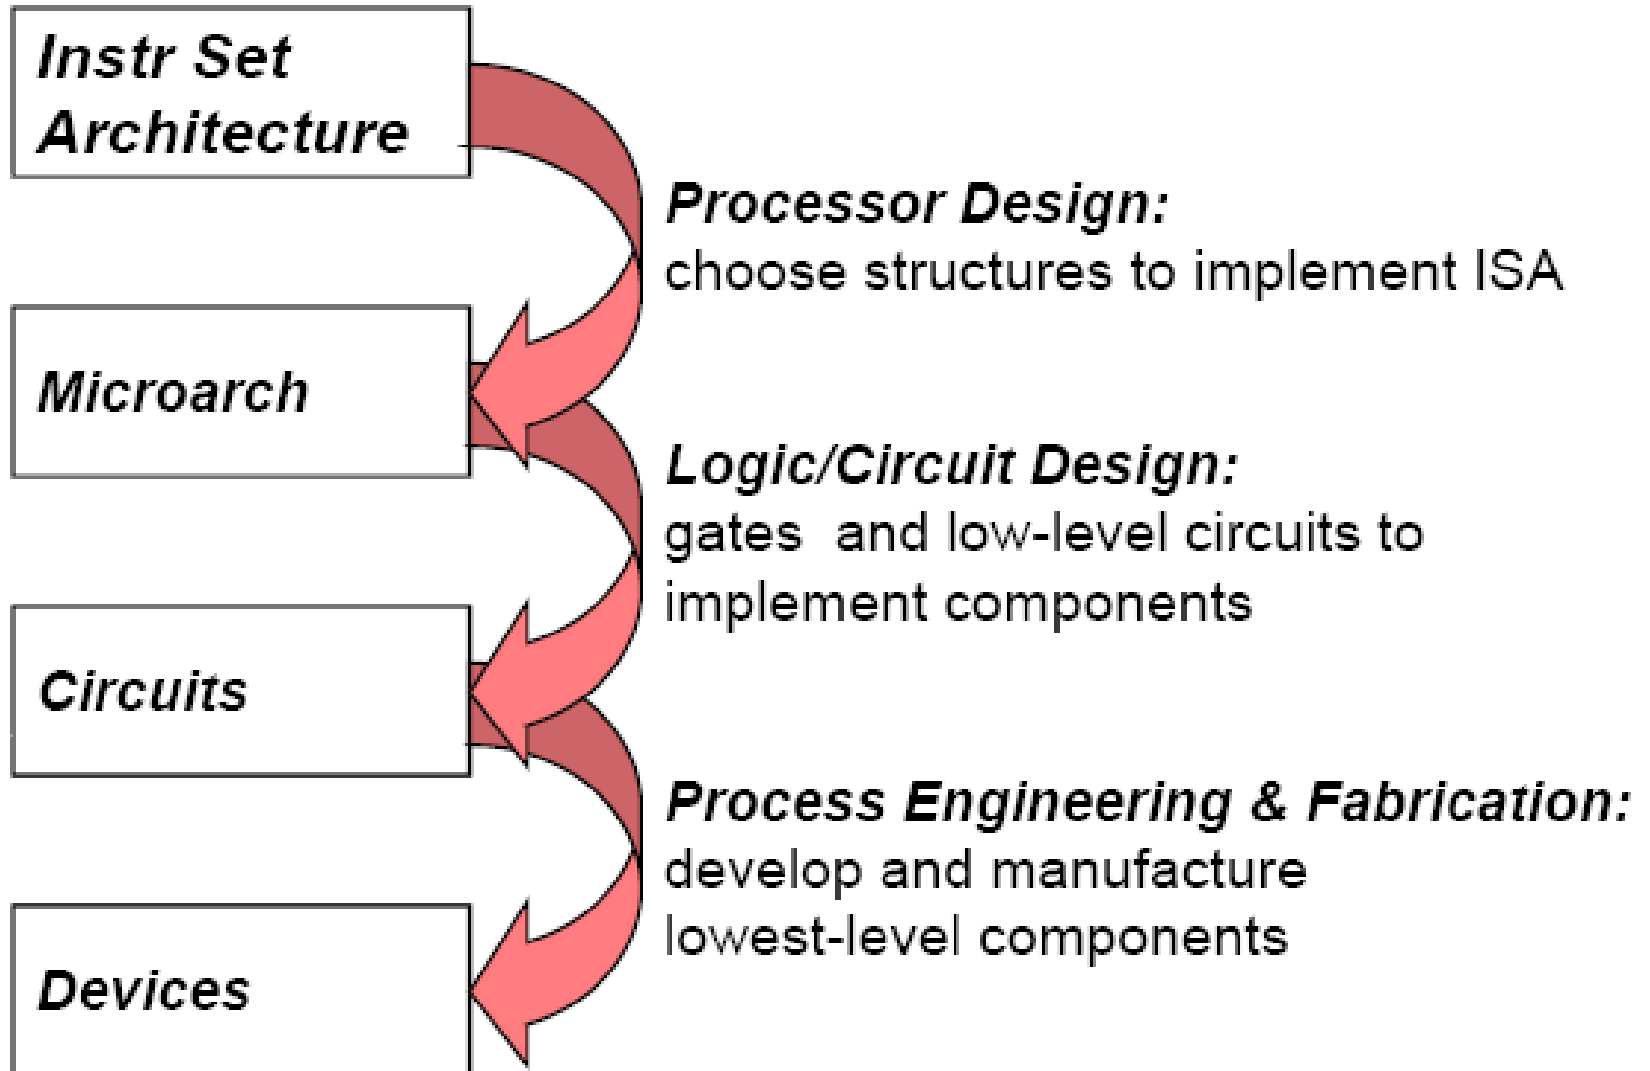 Instr Set
Architecture
Processor Design:
choose structures to implement ISA
Microarch
Logic/Circuit Design:
gates and low-level circuits to
implement components
Circuits
Process Engineering & Fabrication:
develop and manufacture
lowest-level components
Devices